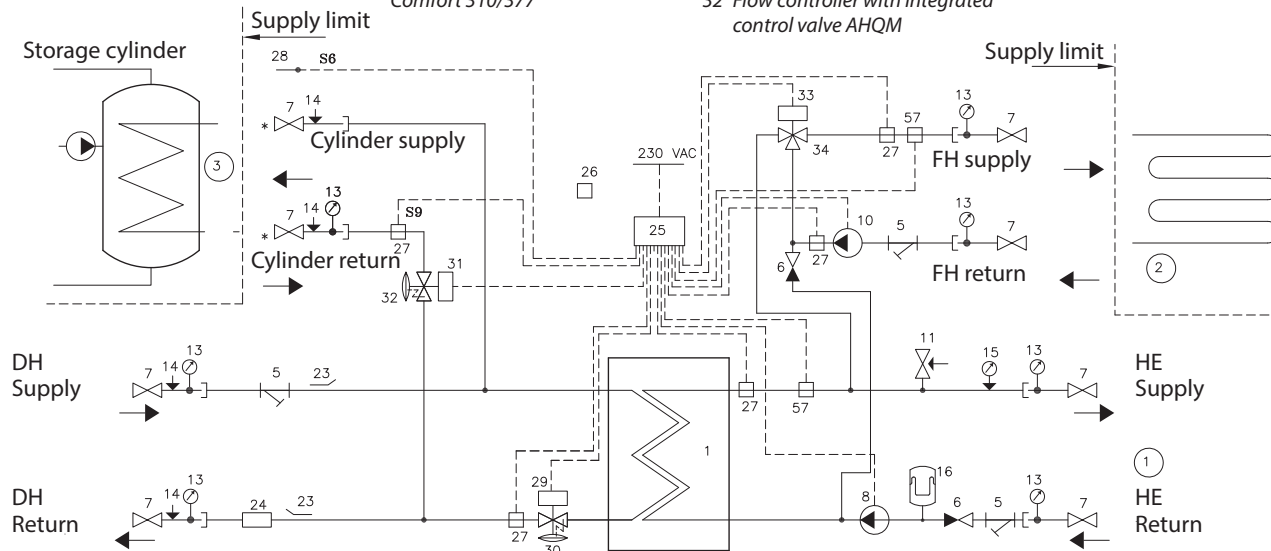 Comfort 310/377
32 Flow controller with integrated
control valve AHQM
Supply limit
Storage cylinder
Supply limit
28 S6
33
13
7 14
57
7
*
Cylinder supply
34
27
FH supply
3
230 VAC
26
13
13
7 14
S9
10
5
7
25
*
27
6
27
Cylinder return
FH return
2
31
32
11
DH
Supply
7 14 13
5
23
15
13
7
HE
Supply
27
57
1
1
DH
Return
7 14 13
24
23
29
16
8
6
5
13
7
HE
Return
27
30